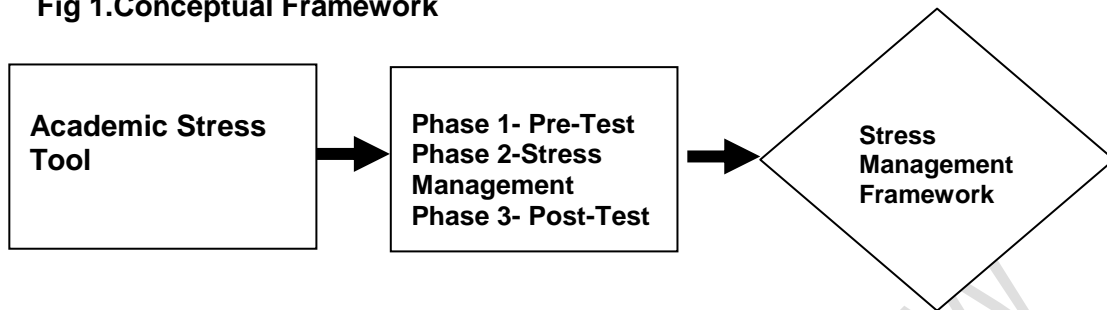 Fig 1.Conceptual Framework
Academic Stress
Tool
Phase 1- Pre-Test
Phase 2-Stress
Management
Phase 3- Post-Test
Stress
Management
Framework